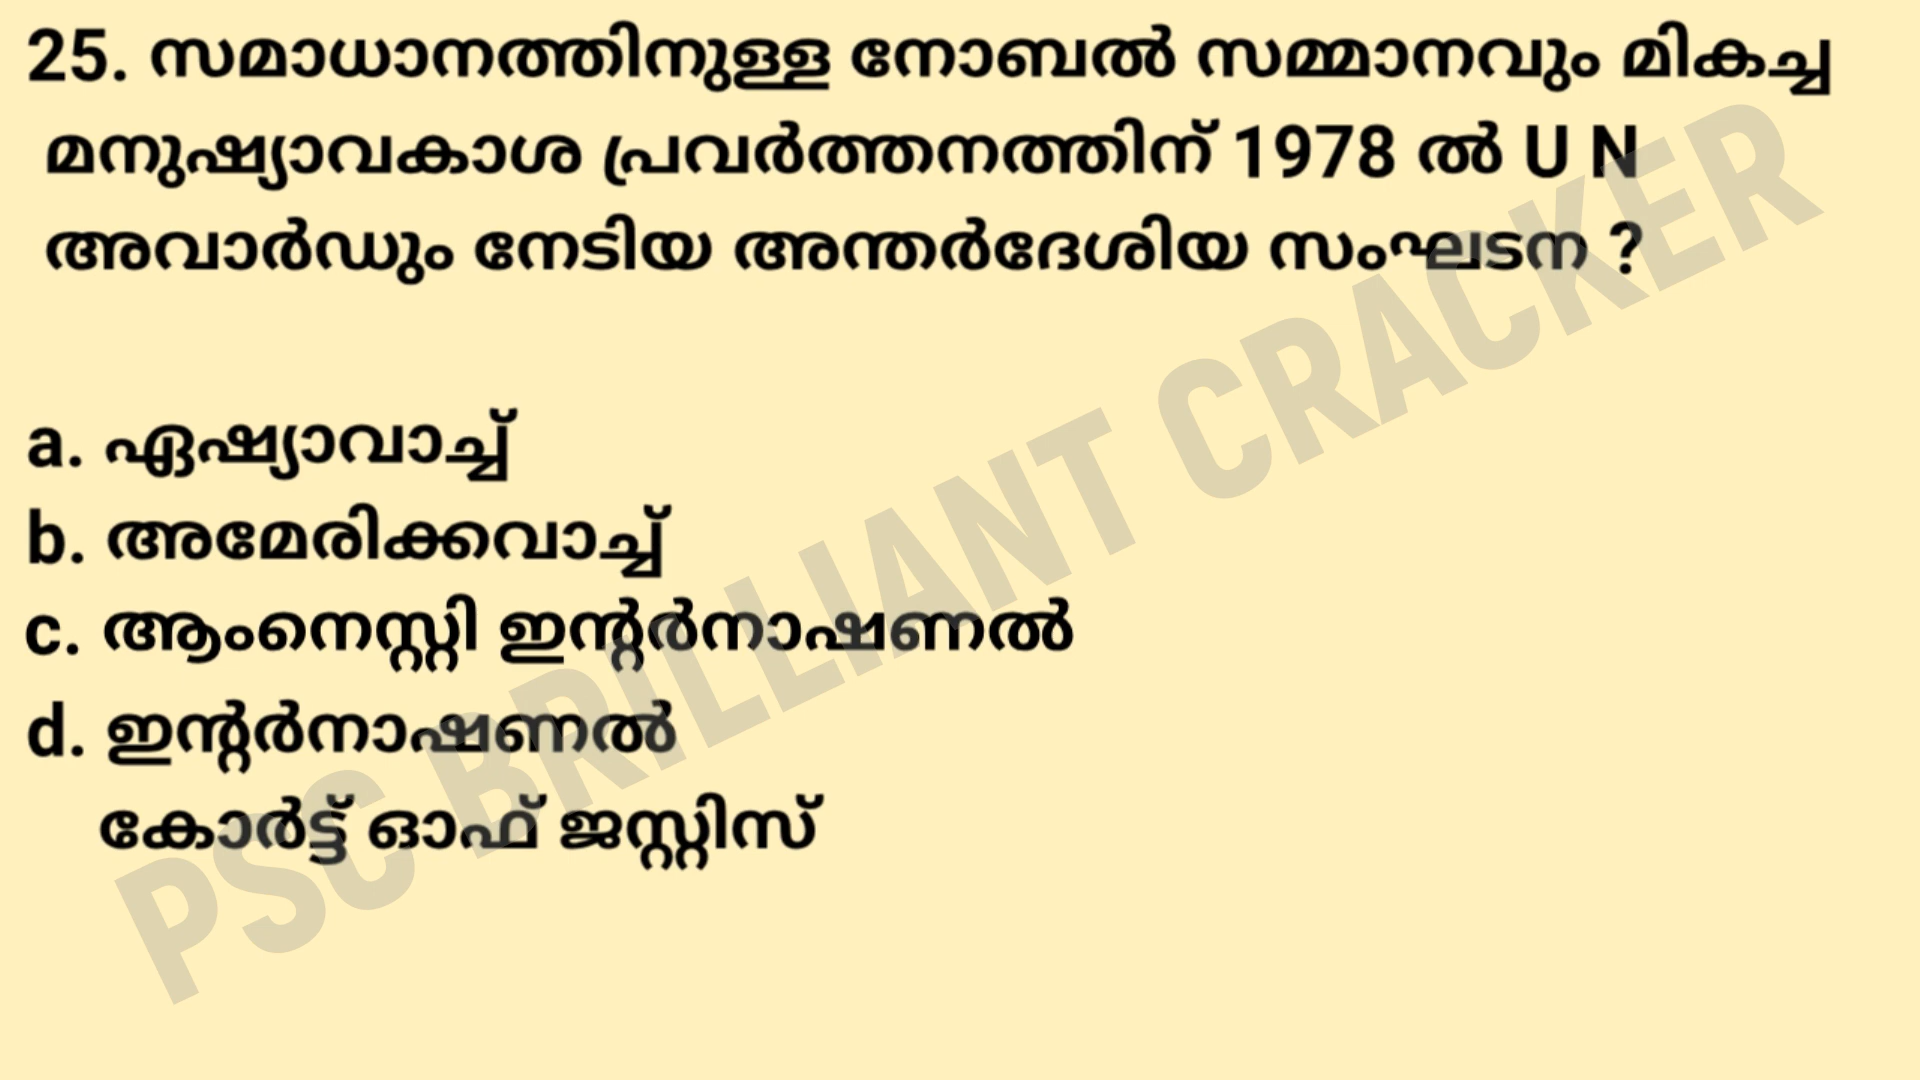 25. സമാധാനത്തിനുള്ള നോബൽ സമ്മാനവും മികച്ച
മനുഷ്യാവകാശ പ്രവർത്തനത്തിന് 1978 ൽ U N
അവാർഡും നേടിയ അന്തർദേശിയ സംഘടന ?
a. ഏഷ്യാവാച്ച്
b. അമേരിക്കവാച്ച്
c. ആംനെസ്റ്റി ഇന്റർനാഷണൽ
d. ഇന്റർനാഷണൽ
കോർട്ട് ഓഫ് ജസ്റ്റിസ്
PSC BRILLIANT CRACKER